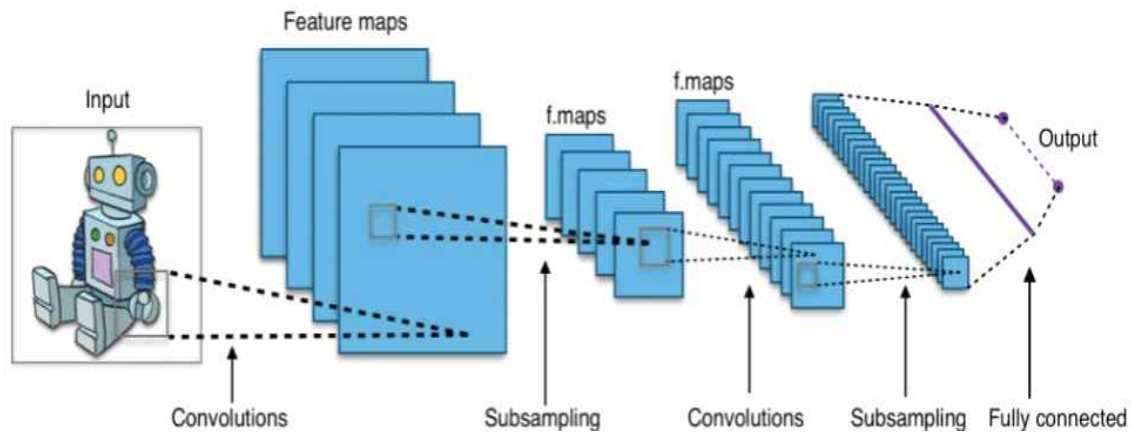 Feature maps
f.maps
Input
f.maps
Output
Convolutions
Subsampling
Convolutions
Subsampling
Fully connected